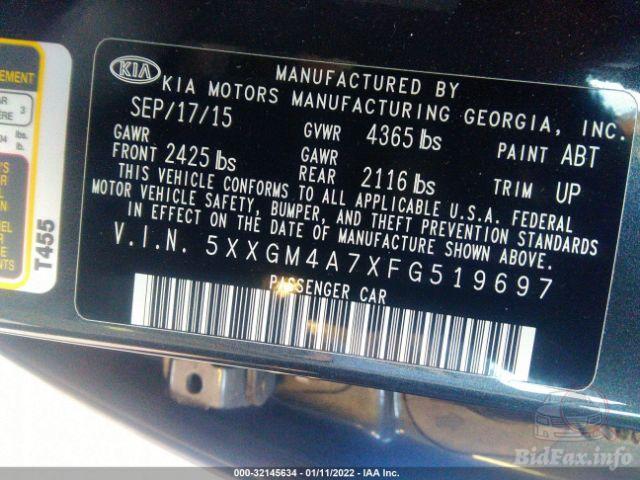 KIA
MANUFACTURED BY
KIA MOTORS MANUFACTURING GEORGIA, INC.
SEP/17/15
GVWR 4365 lbs
PAINT ABT
GAWR
FRONT 2425 lbs
GAWR
REAR 2116 lbs
TRIM UP
THIS VEHICLE CONFORMS TO ALL APPLICABLE U.S.A. FEDERAL
MOTOR VEHICLE SAFETY, BUMPER, AND THEFT PREVENTION STANDARDS
IN EFFECT ON THE DATE OF MANUFACTURE SHOWN ABOVE.
V.I.N. 5XXGM4A7XFG519697
PASSENGER CAR
T455
3
lbs.
lb.
000-32145634 - 01/11/2022 - IAA Inc.
BidFax.info